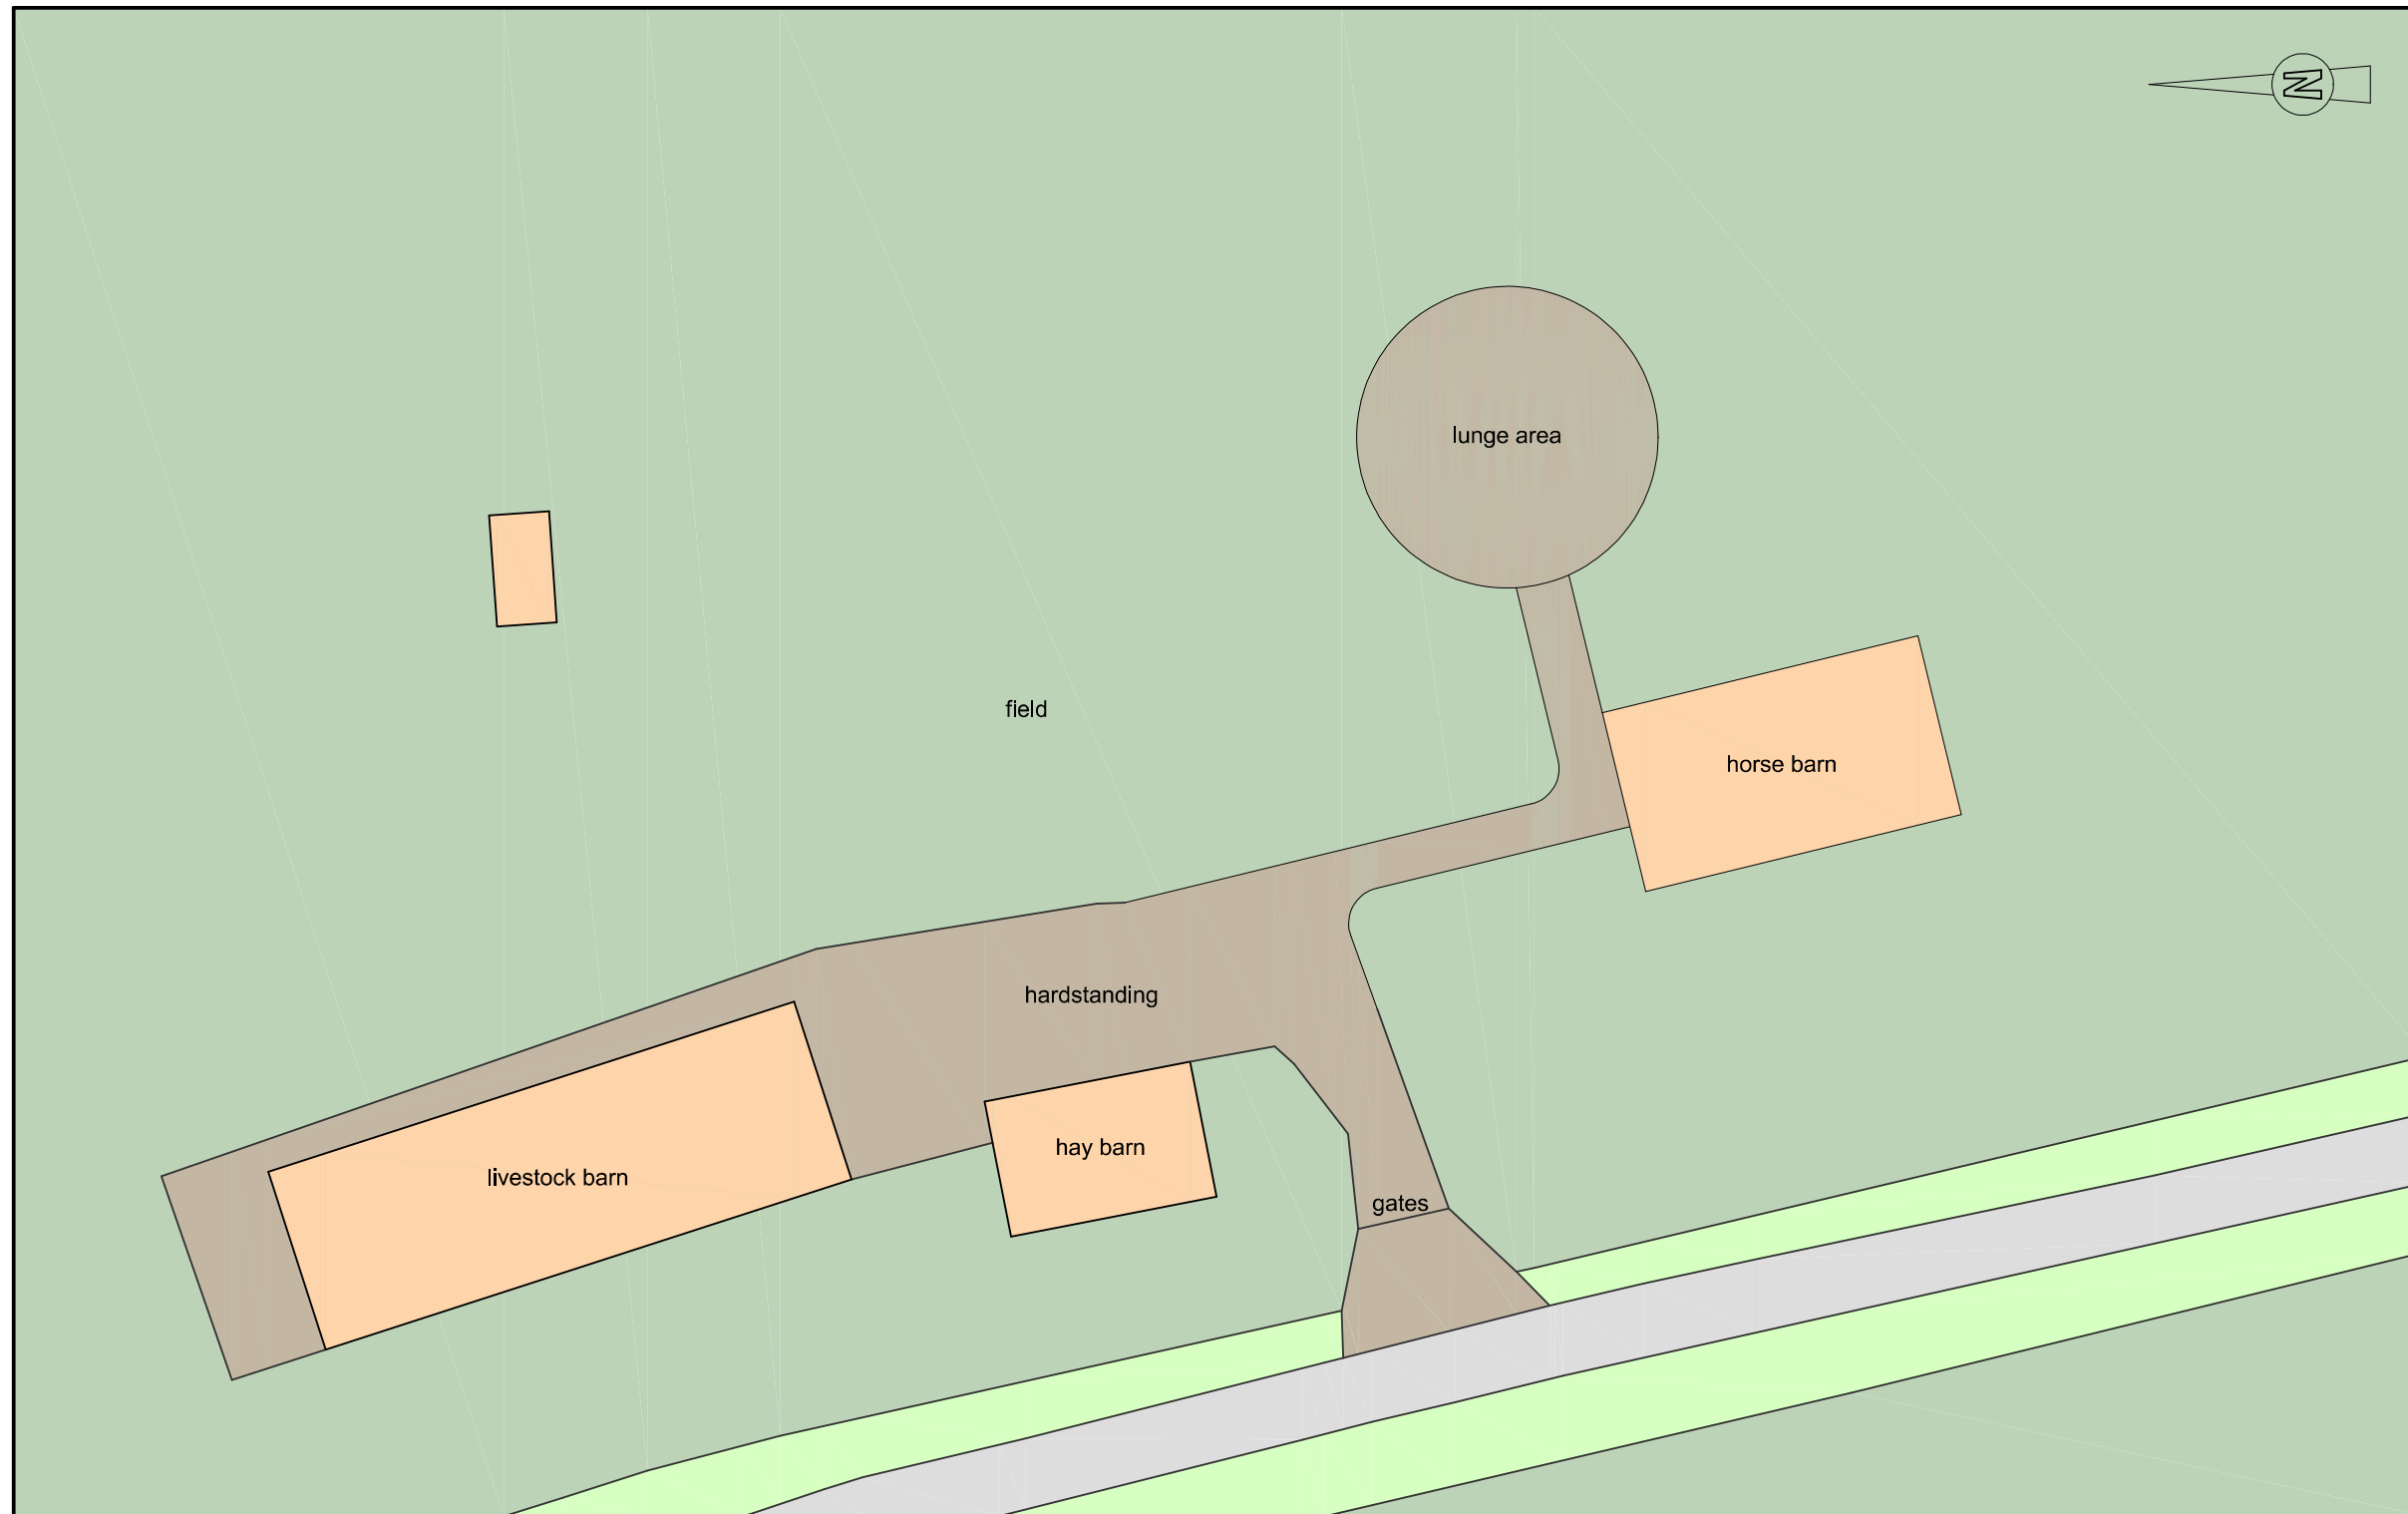 N
lunge area
field
horse barn
hardstanding
hay barn
livestock barn
gates